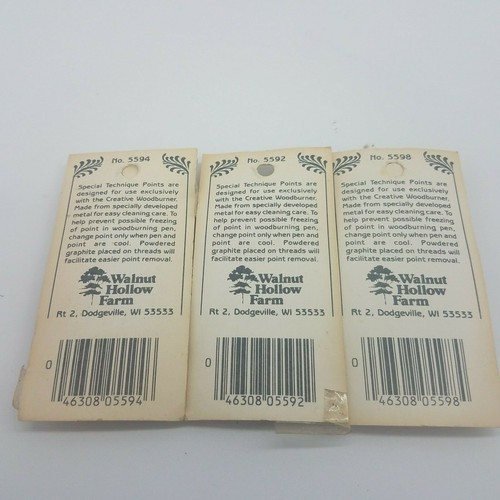 No. 5594
Special Technique Points are
designed for use exclusively
with the Creative Woodburner.
Made from specially developed
metal for easy cleaning care. To
help prevent possible freezing
of point in woodburning pen,
change point only when pen and
point are cool. Powdered
graphite placed on threads will
facilitate easier point removal.
Walnut
Hollow
Farm
Rt 2, Dodgeville, WI 53533
0
46308 05594
No. 5592
Special Technique Points are
designed for use exclusively
with the Creative Woodburner.
Made from specially developed
metal for easy cleaning care. To
help prevent possible freezing
of point in woodburning pen,
change point only when pen and
point are cool. Powdered
graphite placed on threads will
facilitate easier point removal.
Walnut
Hollow
Farm
Rt 2, Dodgeville, WI 53533
0
46308 05592
No. 5598
Special Technique Points are
designed for use exclusively
with the Creative Woodburner.
Made from specially developed
metal for easy cleaning care. To
help prevent possible freezing
of point in woodburning pen,
change point only when pen and
point are cool. Powdered
graphite placed on threads will
facilitate easier point removal.
Walnut
Hollow
Farm
Rt 2, Dodgeville, WI 53533
0
46308 05598